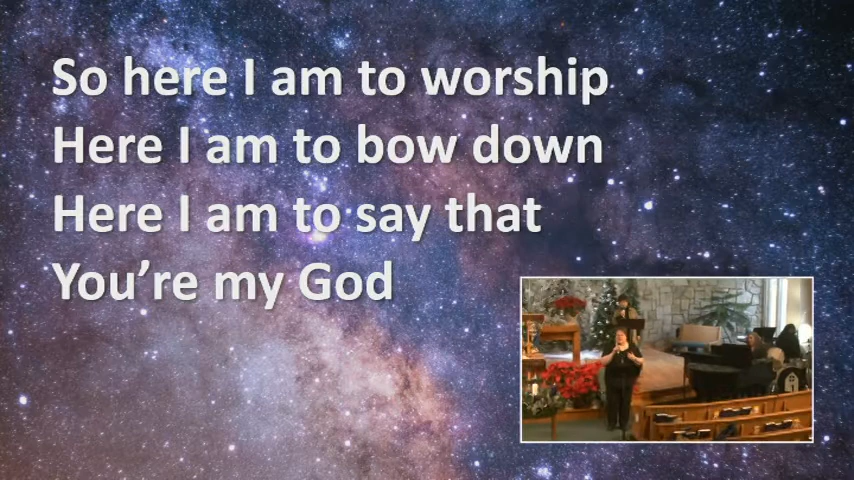 So here I am to worship
Here I am to bow down
Here I am to say that
You’re my God